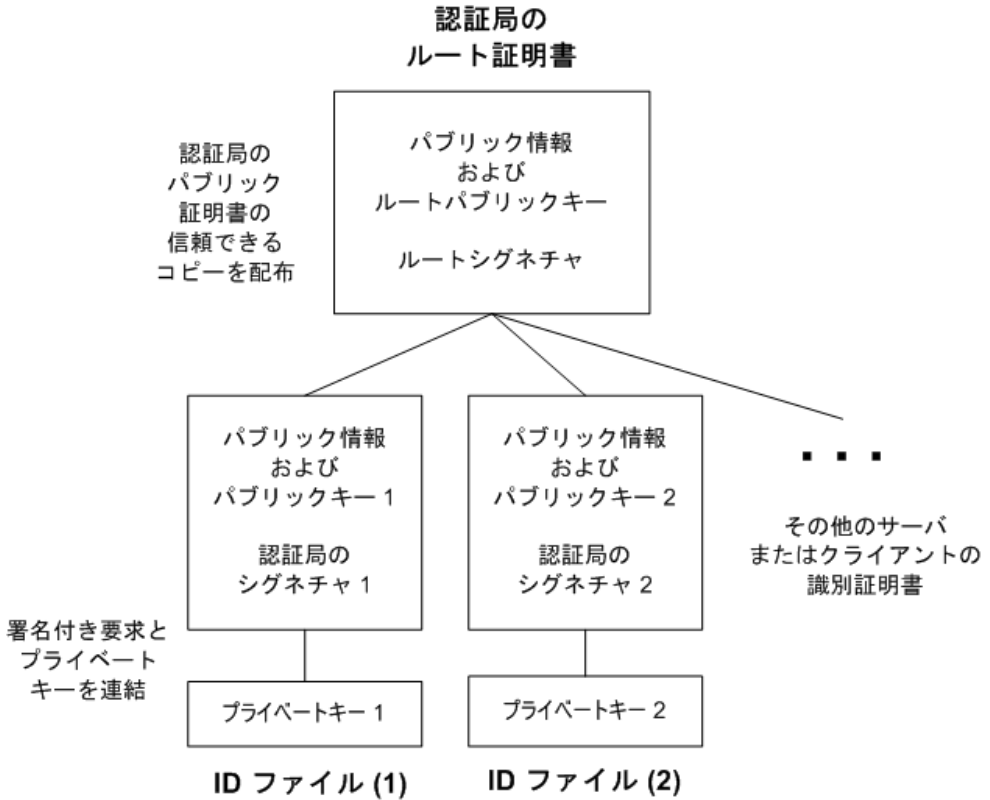 認証局の
ルート証明書
認証局の
パブリック
証明書の
信頼できる
コピーを配布
パブリック情報
および
ルートパブリックキー
ルートシグネチャ
パブリック情報
および
パブリックキー 1
認証局の
シグネチャ 1
パブリック情報
および
パブリックキー 2
認証局の
シグネチャ 2
その他のサーバ
またはクライアントの
識別証明書
署名付き要求と
プライベート
キーを連結
プライベートキー 1
プライベートキー 2
ID ファイル (1)
ID ファイル (2)